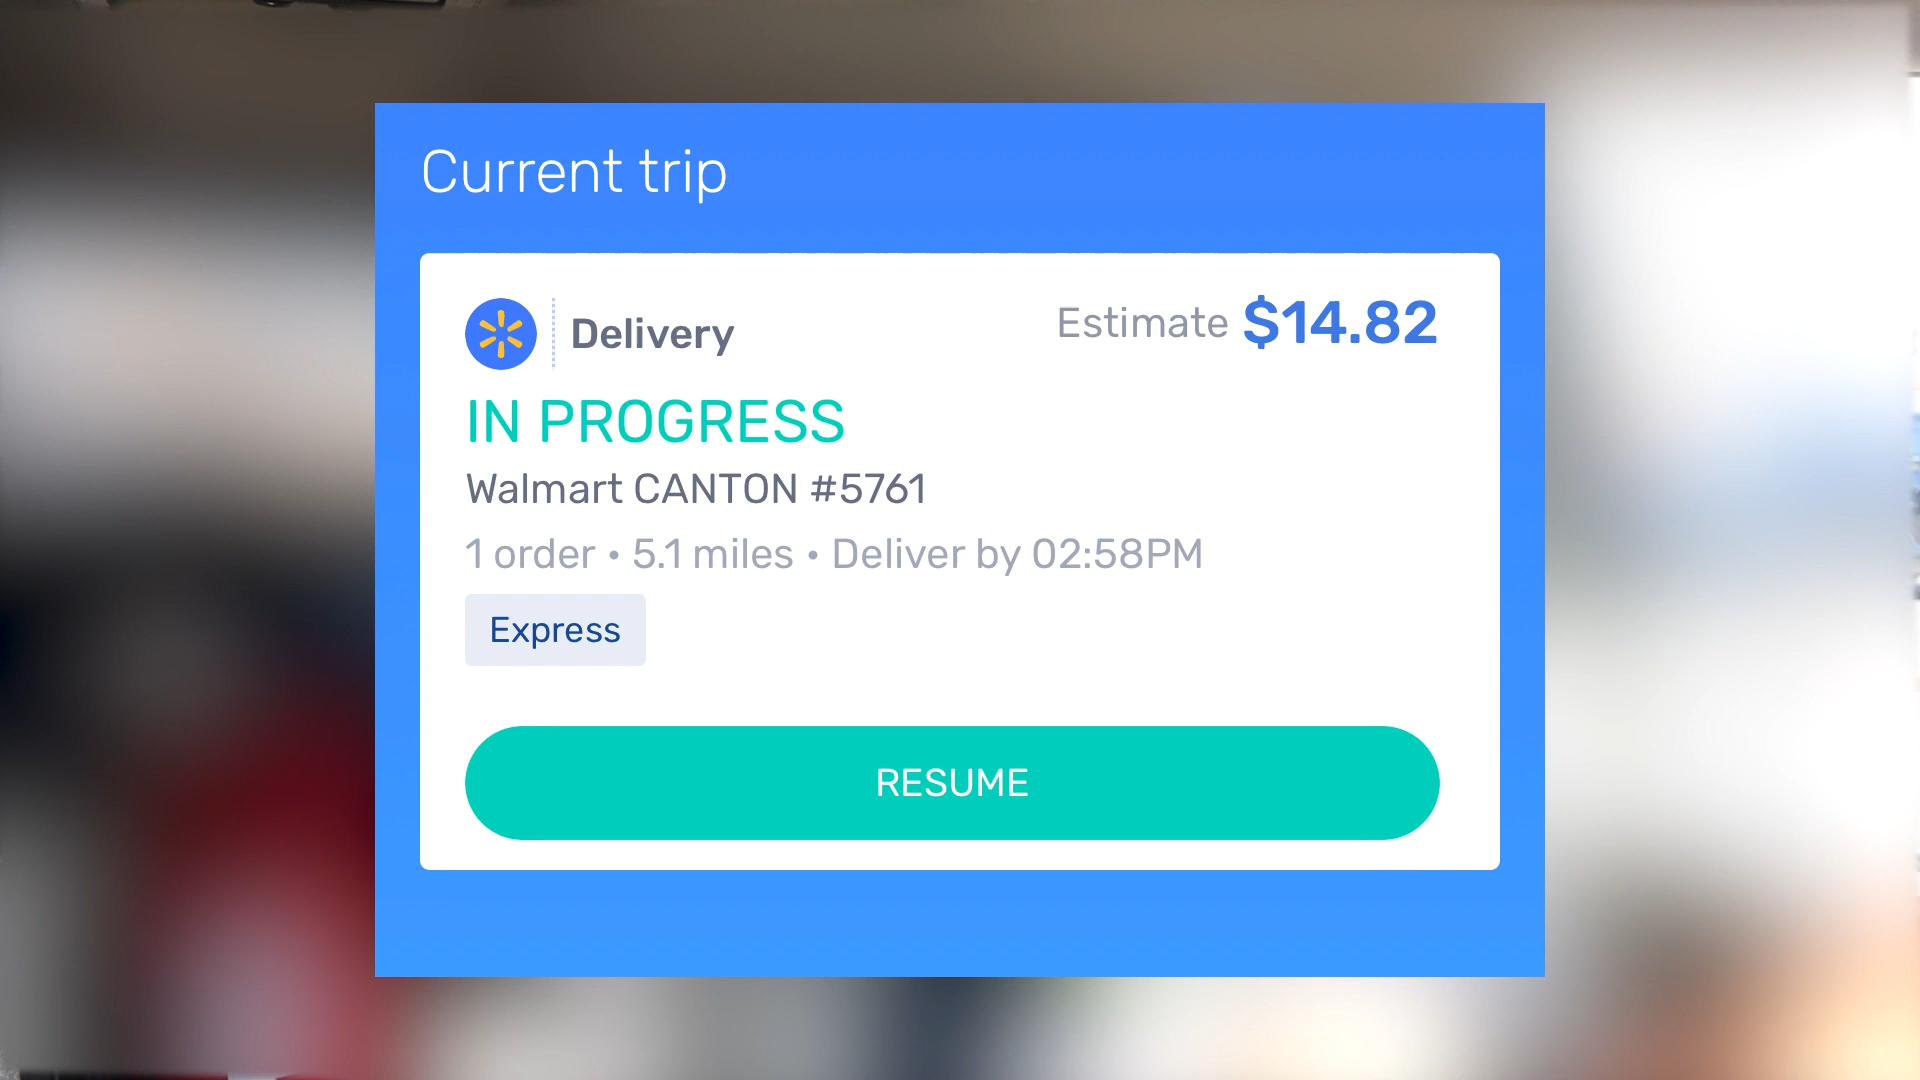 Current trip
Delivery
Estimate $14.82
IN PROGRESS
Walmart CANTON #5761
1 order • 5.1 miles • Deliver by 02:58PM
Express
RESUME